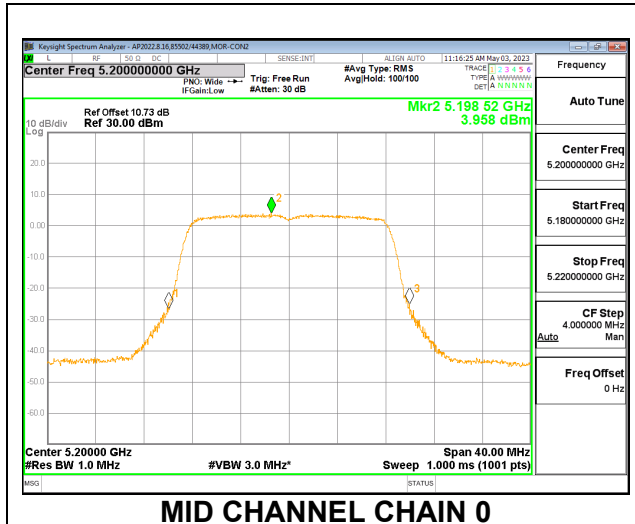 Keysight Spectrum Analyzer - AP2022.8.16,85502/44389,MOR-CON2
L RF 50 Ω DC SENSE:INT ALIGN AUTO 11:16:25 AM May 03, 2023
Center Freq 5.200000000 GHz #Avg Type: RMS TRACE 1 2 3 4 5 6
PNO: Wide Trig: Free Run Avg|Hold: 100/100 TYPE A WWWWW
IFGain:Low #Atten: 30 dB DET A N N N N N
Frequency
Auto Tune
Center Freq
5.200000000 GHz
Start Freq
5.180000000 GHz
Stop Freq
5.220000000 GHz
CF Step
4.000000 MHz
Auto Man
Freq Offset
0 Hz
Mkr2 5.198 52 GHz
3.958 dBm
Ref Offset 10.73 dB
10 dB/div Ref 30.00 dBm
Log
20.0
10.0
0.00
-10.0
-20.0
-30.0
-40.0
-50.0
-60.0
2
1
3
Center 5.20000 GHz Span 40.00 MHz
#Res BW 1.0 MHz #VBW 3.0 MHz* Sweep 1.000 ms (1001 pts)
MSG STATUS
MID CHANNEL CHAIN 0